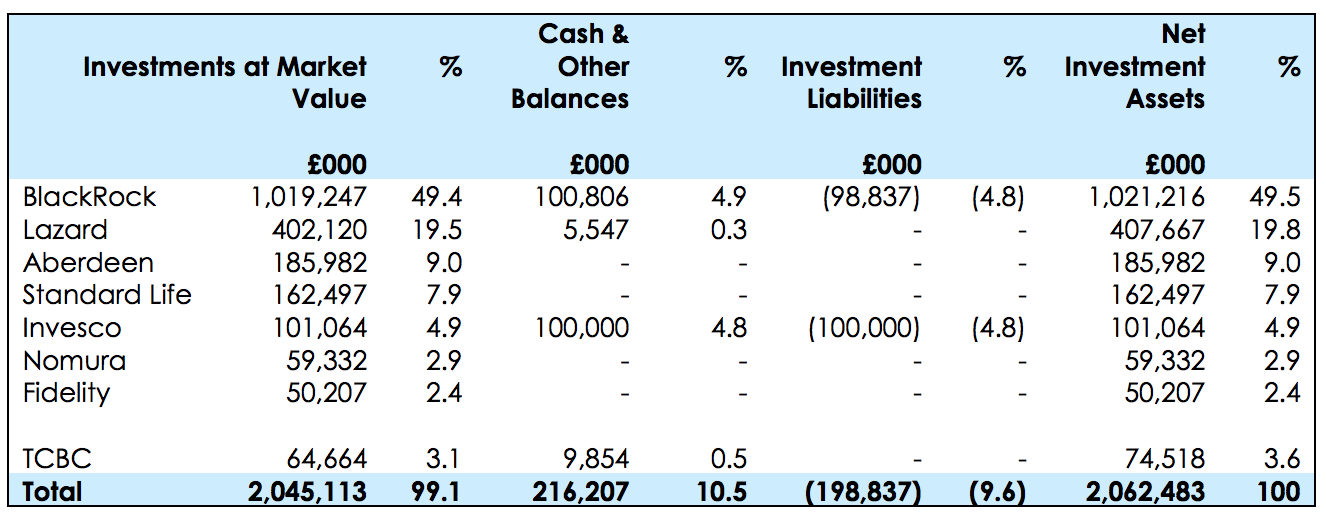 Cash & Net
Investments at Market % Other % Investment % Investment %
Value Balances Liabilities Assets
£000 £000 £000 £000
BlackRock 1,019,247 49.4 100,806 4.9 (98,837) (4.8) 1,021,216 49.5
Lazard 402,120 19.5 5,547 0.3 - - 407,667 19.8
Aberdeen 185,982 9.0 - - - - 185,982 9.0
Standard Life 162,497 7.9 - - - - 162,497 7.9
Invesco 101,064 4.9 100,000 4.8 (100,000) (4.8) 101,064 4.9
Nomura 59,332 2.9 - - - - 59,332 2.9
Fidelity 50,207 2.4 - - - - 50,207 2.4
TCBC 64,664 3.1 9,854 0.5 - - 74,518 3.6
Total 2,045,113 99.1 216,207 10.5 (198,837) (9.6) 2,062,483 100